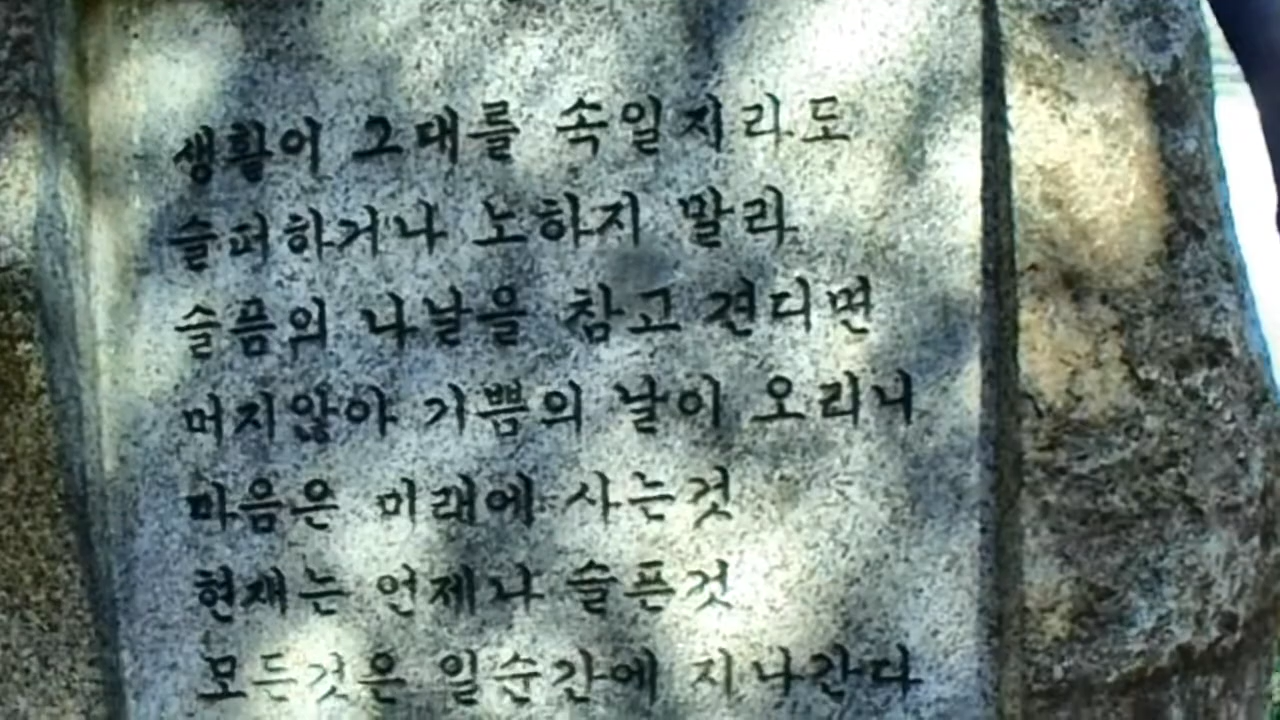 생활이 그대를 속일지라도
슬퍼하거나 노하지 말라
슬픔의 나날을 참고 견디면
머지않아 기쁨의 날이 오리니
마음은 미래에 사는것
현재는 언제나 슬픈것
모든것은 일순간에 지나간다